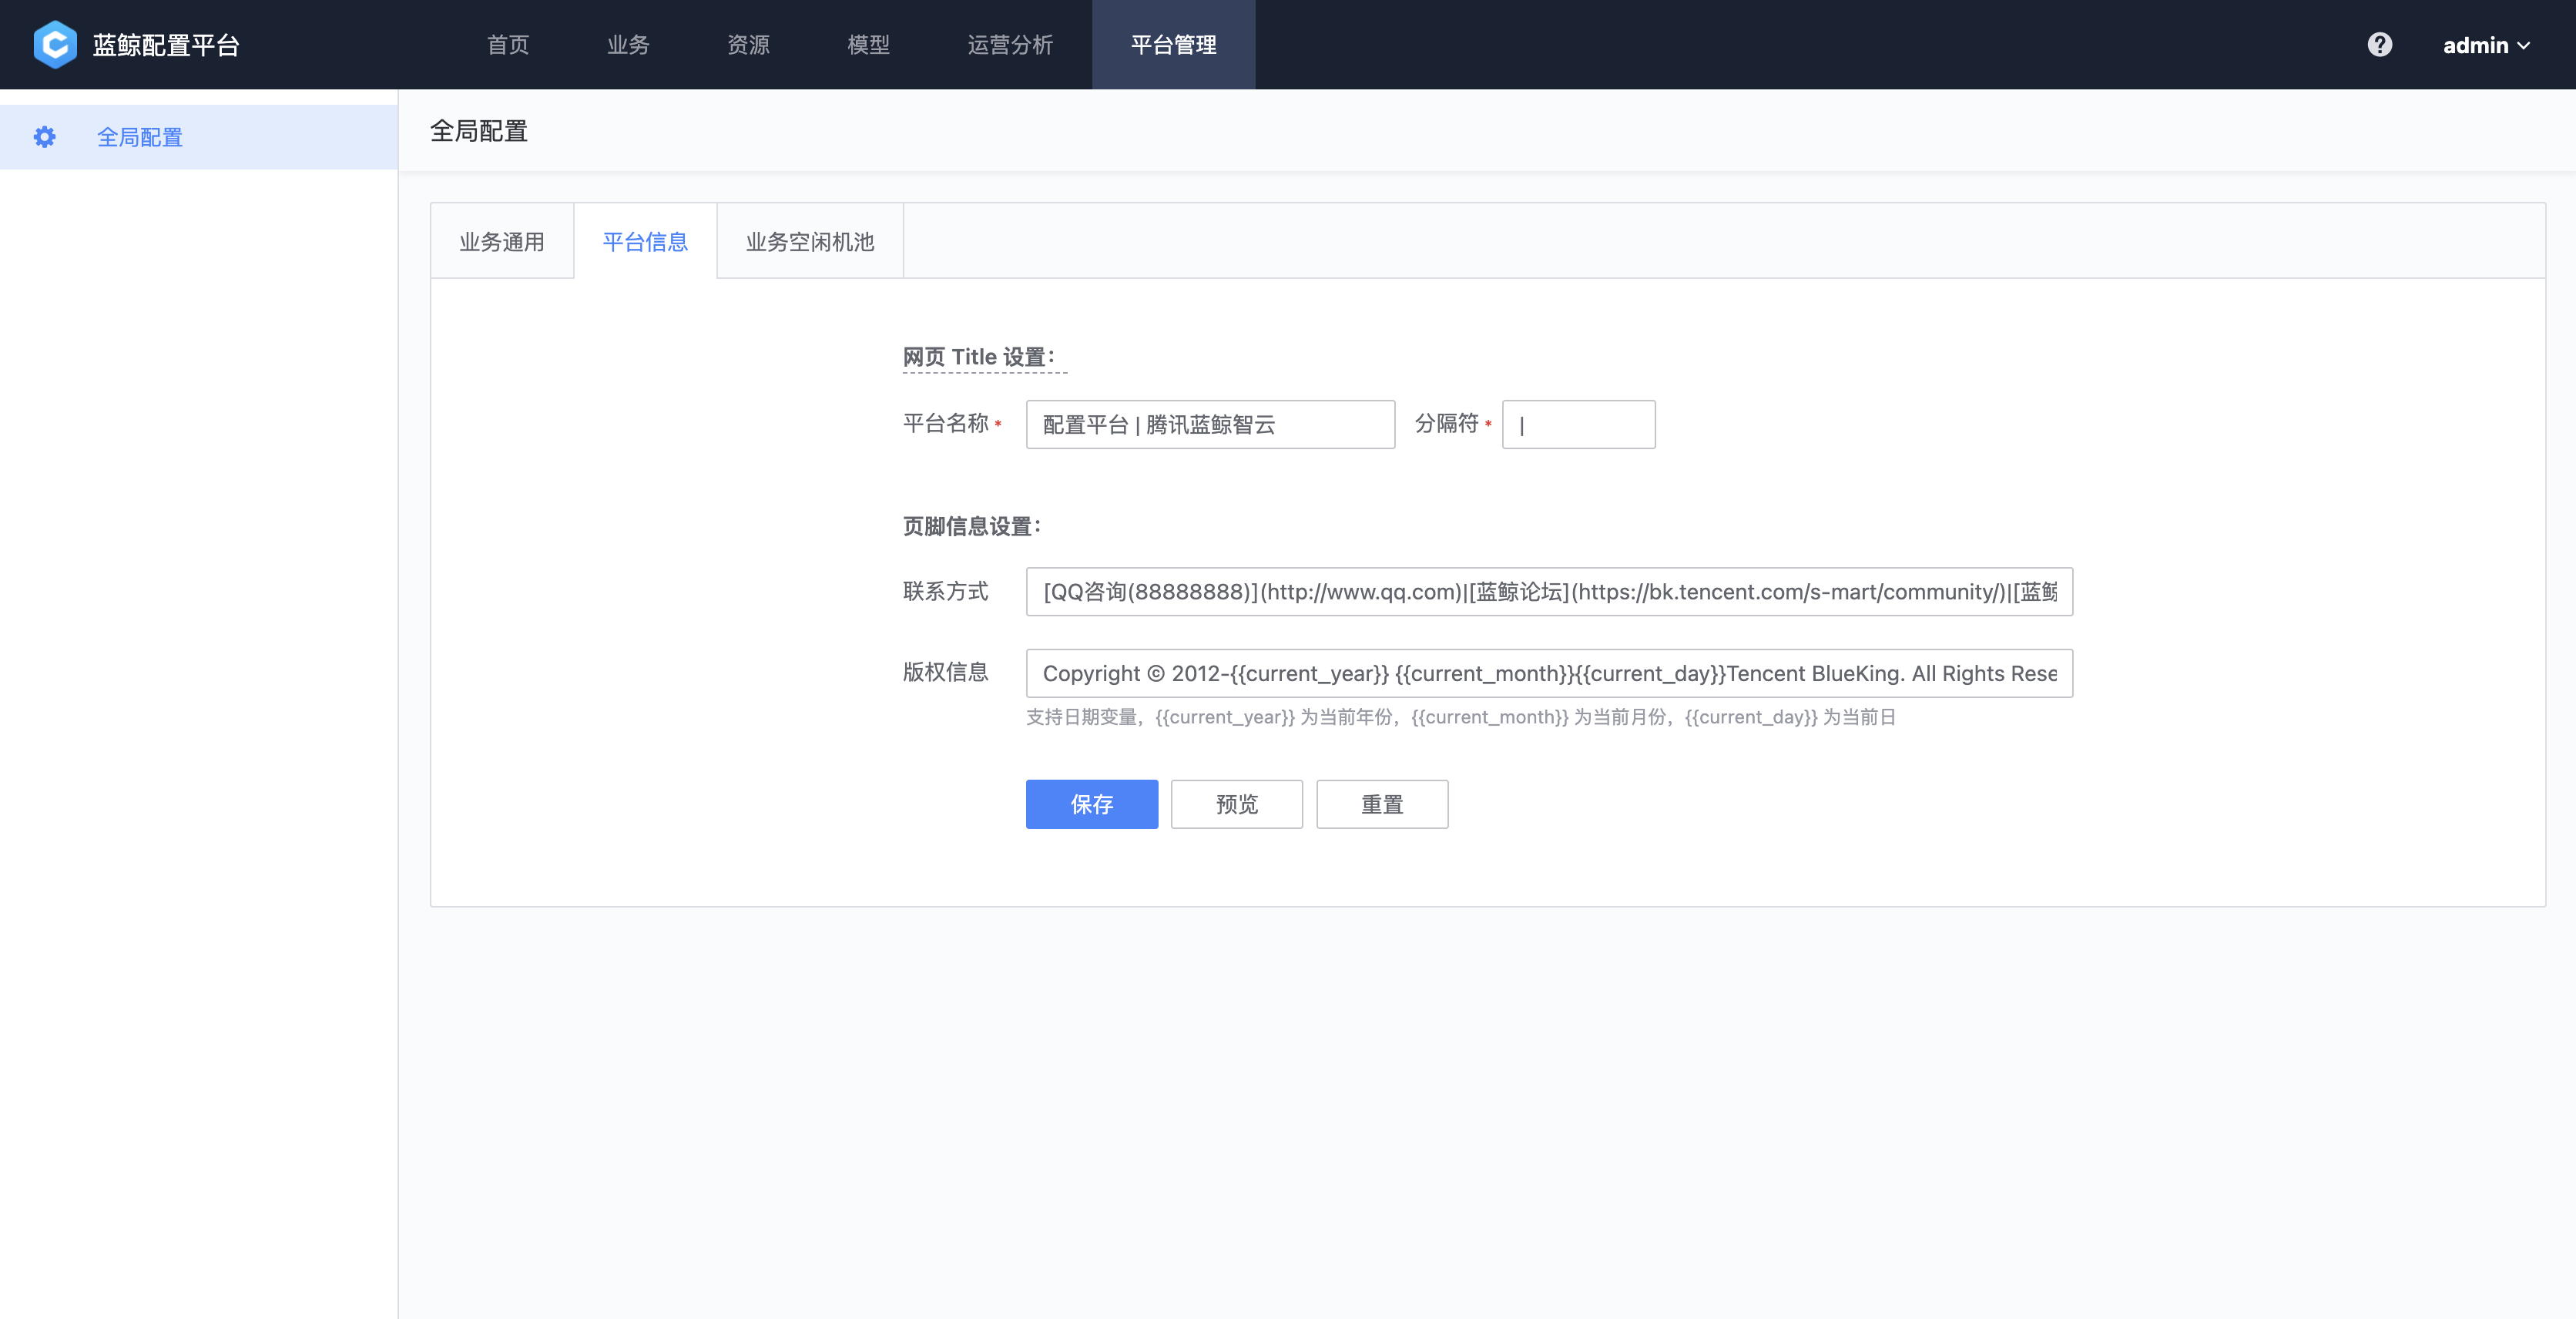 蓝鲸配置平台 首页 业务 资源 模型 运营分析 平台管理 admin
全局配置
全局配置
业务通用 平台信息 业务空闲机池
网页 Title 设置：
平台名称 * 配置平台 | 腾讯蓝鲸智云 分隔符 * |
页脚信息设置：
联系方式 [QQ咨询(88888888)](http://www.qq.com)|[蓝鲸论坛](https://bk.tencent.com/s-mart/community/)|[蓝鲸
版权信息 Copyright © 2012-{{current_year}} {{current_month}}{{current_day}}Tencent BlueKing. All Rights Rese
支持日期变量，{{current_year}} 为当前年份，{{current_month}} 为当前月份，{{current_day}} 为当前日
保存 预览 重置